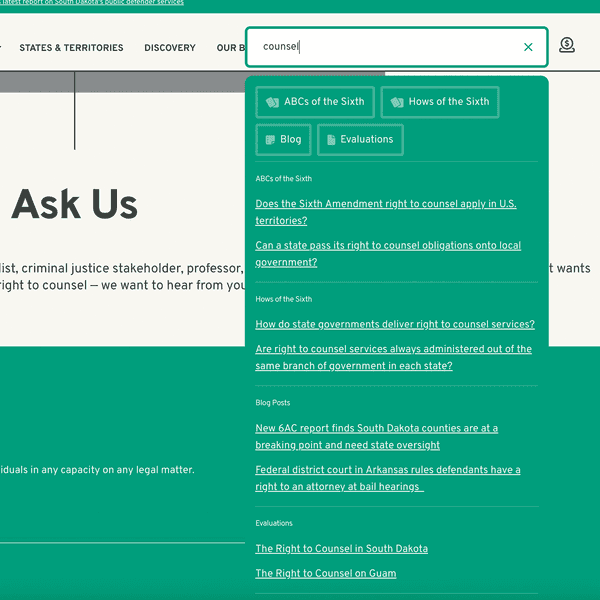 latest report on South Dakota's public defender services
STATES & TERRITORIES DISCOVERY OUR B
counsel
ABCs of the Sixth Hows of the Sixth
Blog Evaluations
ABCs of the Sixth
Does the Sixth Amendment right to counsel apply in U.S.
territories?
Can a state pass its right to counsel obligations onto local
government?
Hows of the Sixth
How do state governments deliver right to counsel services?
Are right to counsel services always administered out of the
same branch of government in each state?
Blog Posts
New 6AC report finds South Dakota counties are at a
breaking point and need state oversight
Federal district court in Arkansas rules defendants have a
right to an attorney at bail hearings
Evaluations
The Right to Counsel in South Dakota
The Right to Counsel on Guam
Ask Us
list, criminal justice stakeholder, professor, t wants
right to counsel — we want to hear from you
iduals in any capacity on any legal matter.